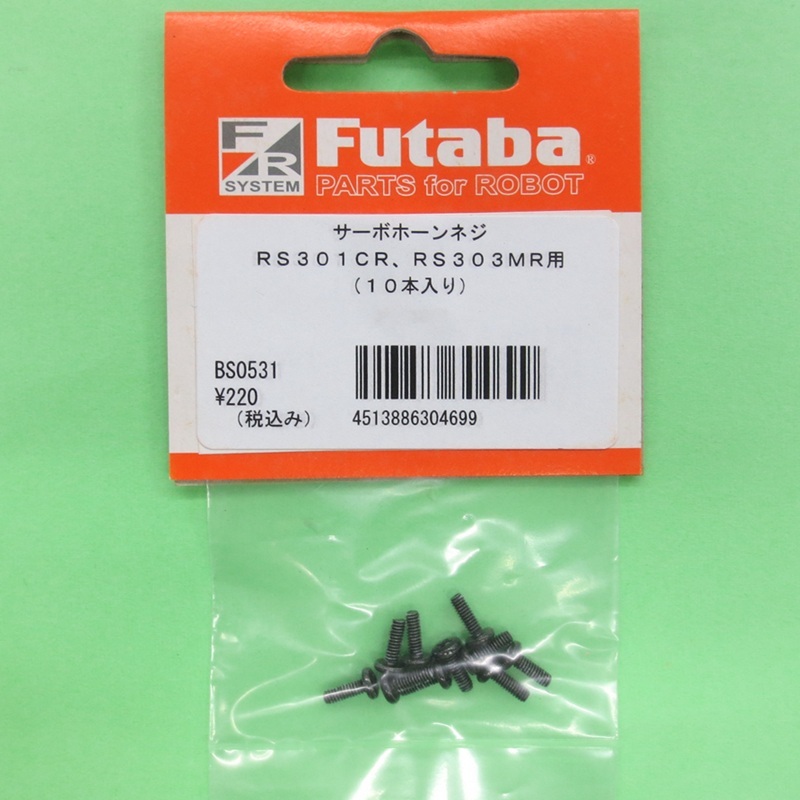 FR
SYSTEM
Futaba®
PARTS for ROBOT
サーボホーンネジ
ＲＳ３０１ＣＲ、ＲＳ３０３ＭＲ用
（１０本入り）
BS0531
¥220
（税込み）
4513886304699